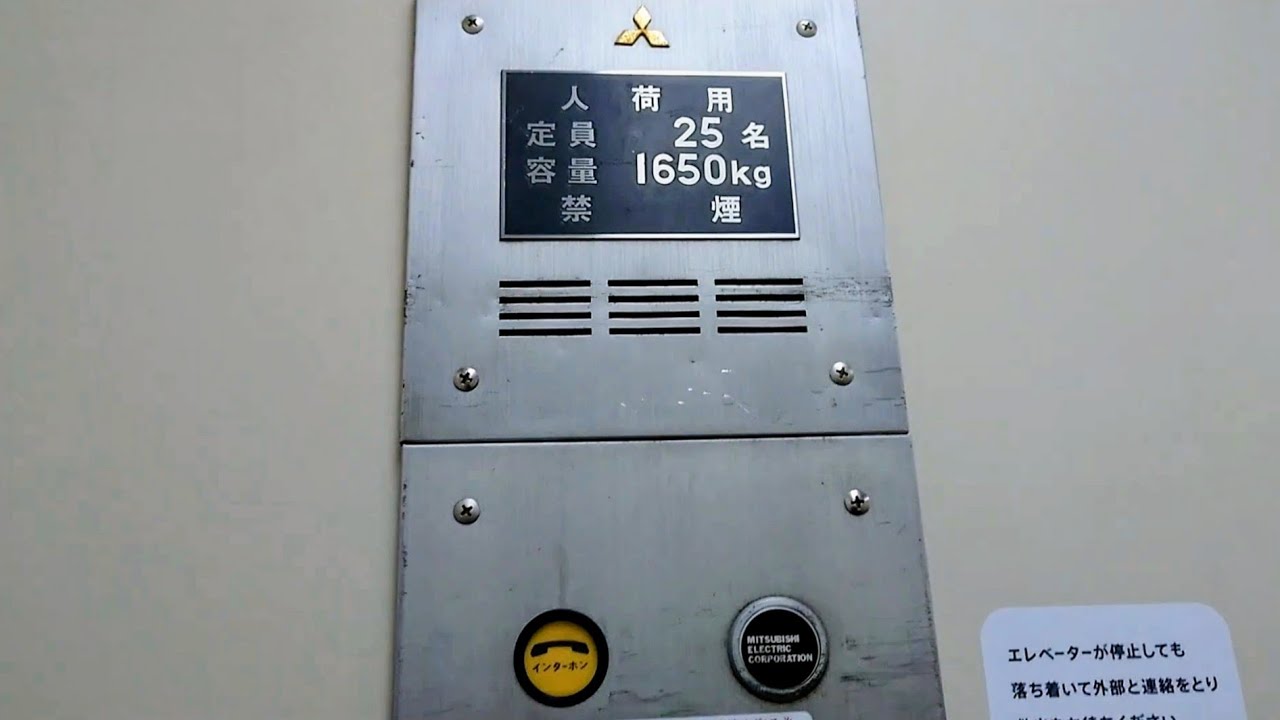 人荷用
定員 25名
容量 1650kg
禁煙
インターホン
MITSUBISHI
ELECTRIC
CORPORATION
エレベーターが停止しても
落ち着いて外部と連絡をとり